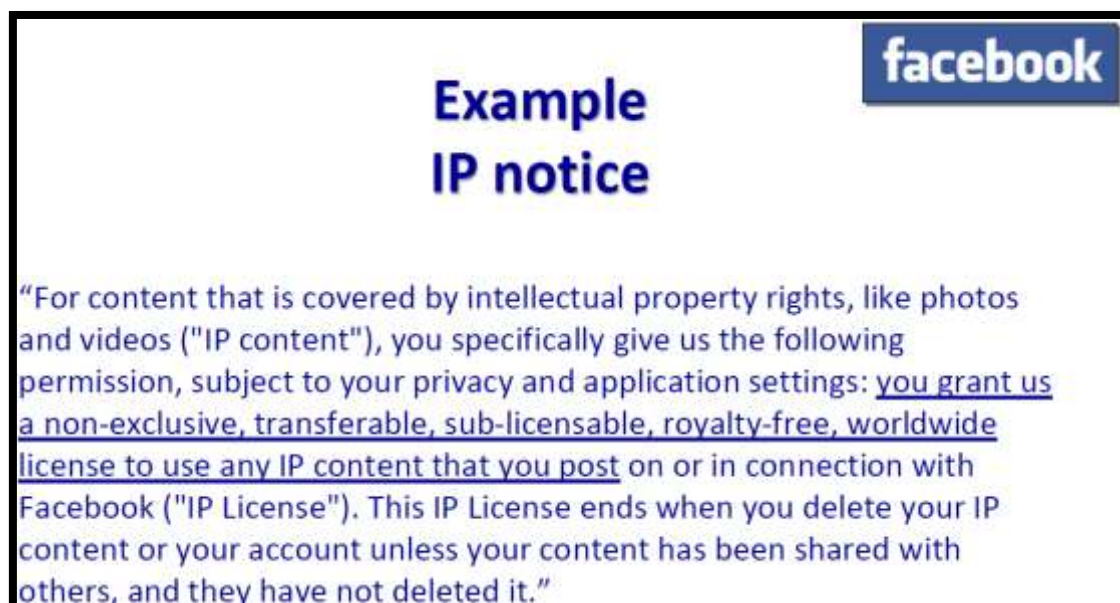 facebook
Example
IP notice
“For content that is covered by intellectual property rights, like photos
and videos ("IP content"), you specifically give us the following
permission, subject to your privacy and application settings: you grant us
a non-exclusive, transferable, sub-licensable, royalty-free, worldwide
license to use any IP content that you post on or in connection with
Facebook ("IP License"). This IP License ends when you delete your IP
content or your account unless your content has been shared with
others, and they have not deleted it.”